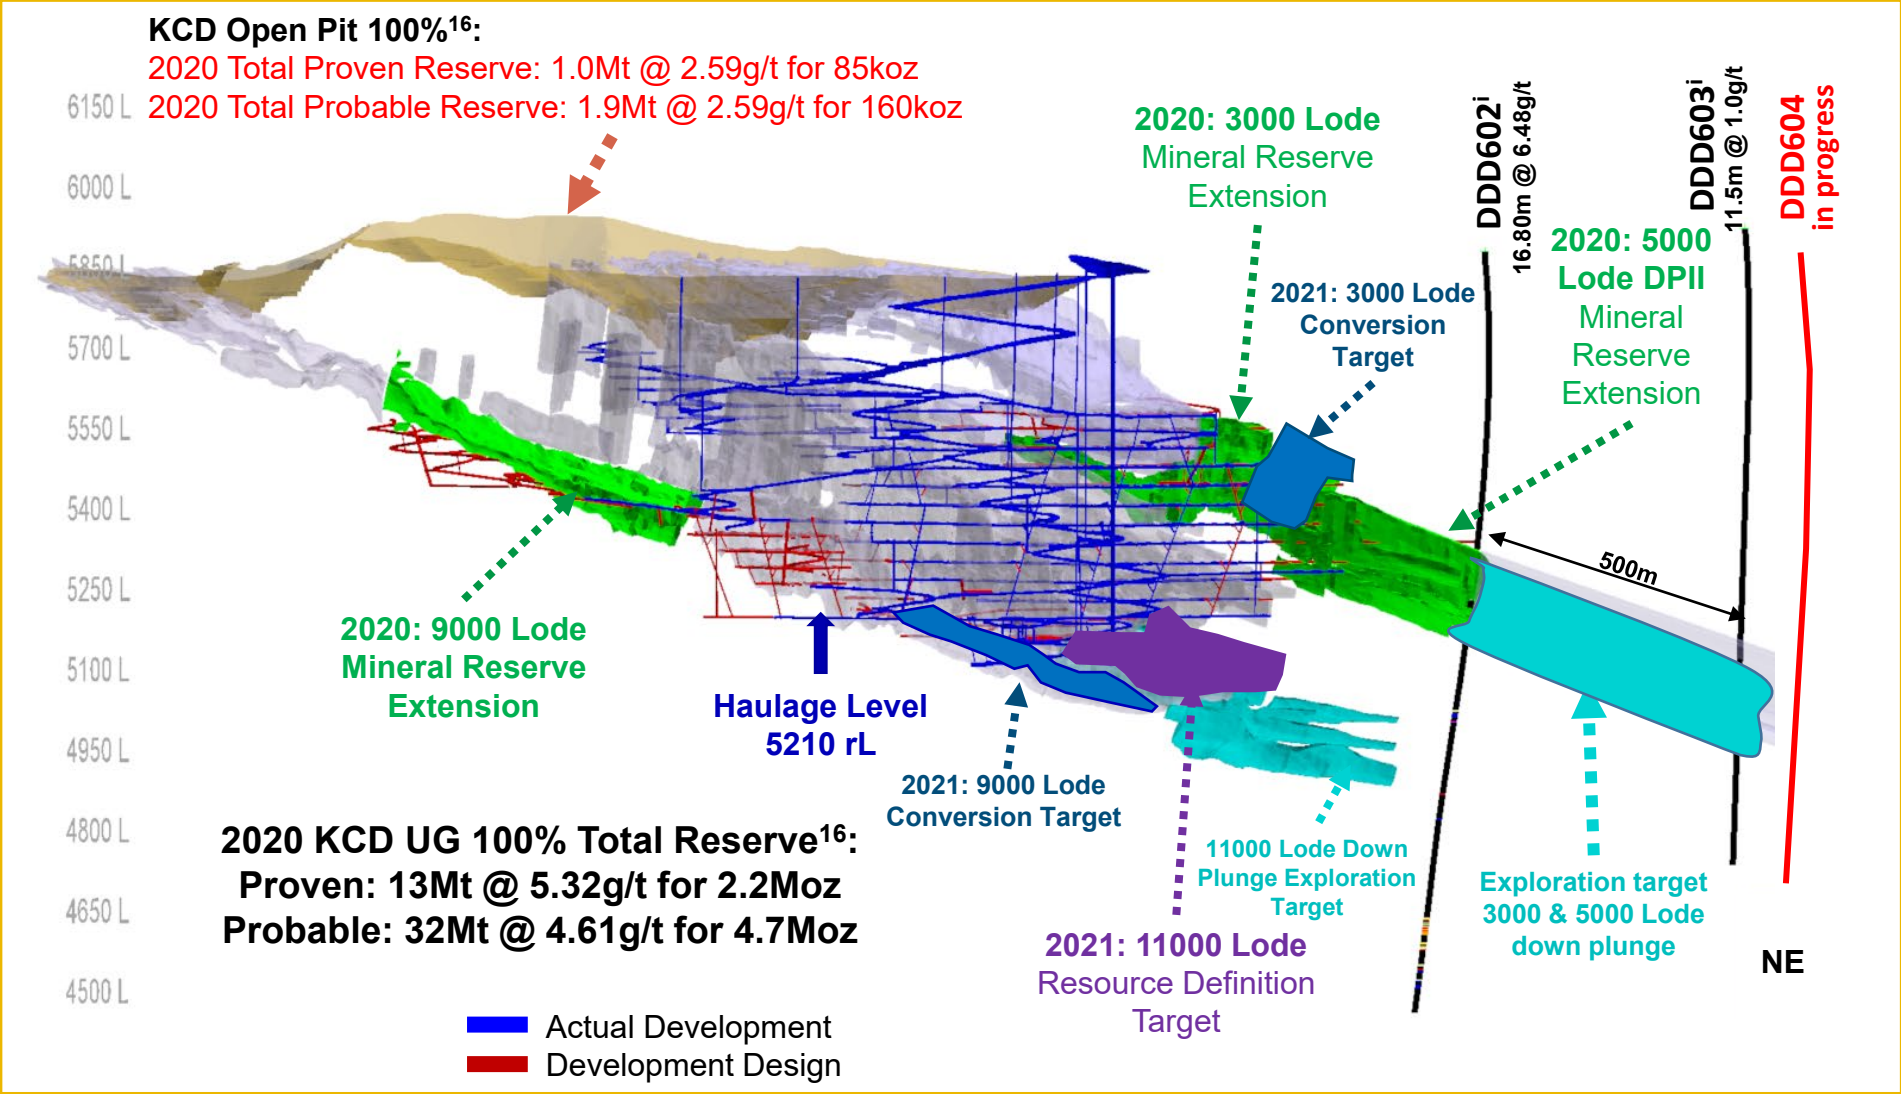 KCD Open Pit 100%16:
2020 Total Proven Reserve: 1.0Mt @ 2.59g/t for 85koz
2020 Total Probable Reserve: 1.9Mt @ 2.59g/t for 160koz
6150 L
6000 L
5850 L
5700 L
5550 L
5400 L
5250 L
5100 L
4950 L
4800 L
4650 L
4500 L
2020: 3000 Lode
Mineral Reserve
Extension
2021: 3000 Lode
Conversion
Target
DDD602i
16.80m @ 6.48g/t
2020: 5000
Lode DPII
Mineral
Reserve
Extension
DDD603i
11.5m @ 1.0g/t
DDD604
in progress
500m
2020: 9000 Lode
Mineral Reserve
Extension
Haulage Level
5210 rL
2021: 9000 Lode
Conversion Target
11000 Lode Down
Plunge Exploration
Target
Exploration target
3000 & 5000 Lode
down plunge
2021: 11000 Lode
Resource Definition
Target
NE
2020 KCD UG 100% Total Reserve16:
Proven: 13Mt @ 5.32g/t for 2.2Moz
Probable: 32Mt @ 4.61g/t for 4.7Moz
Actual Development
Development Design